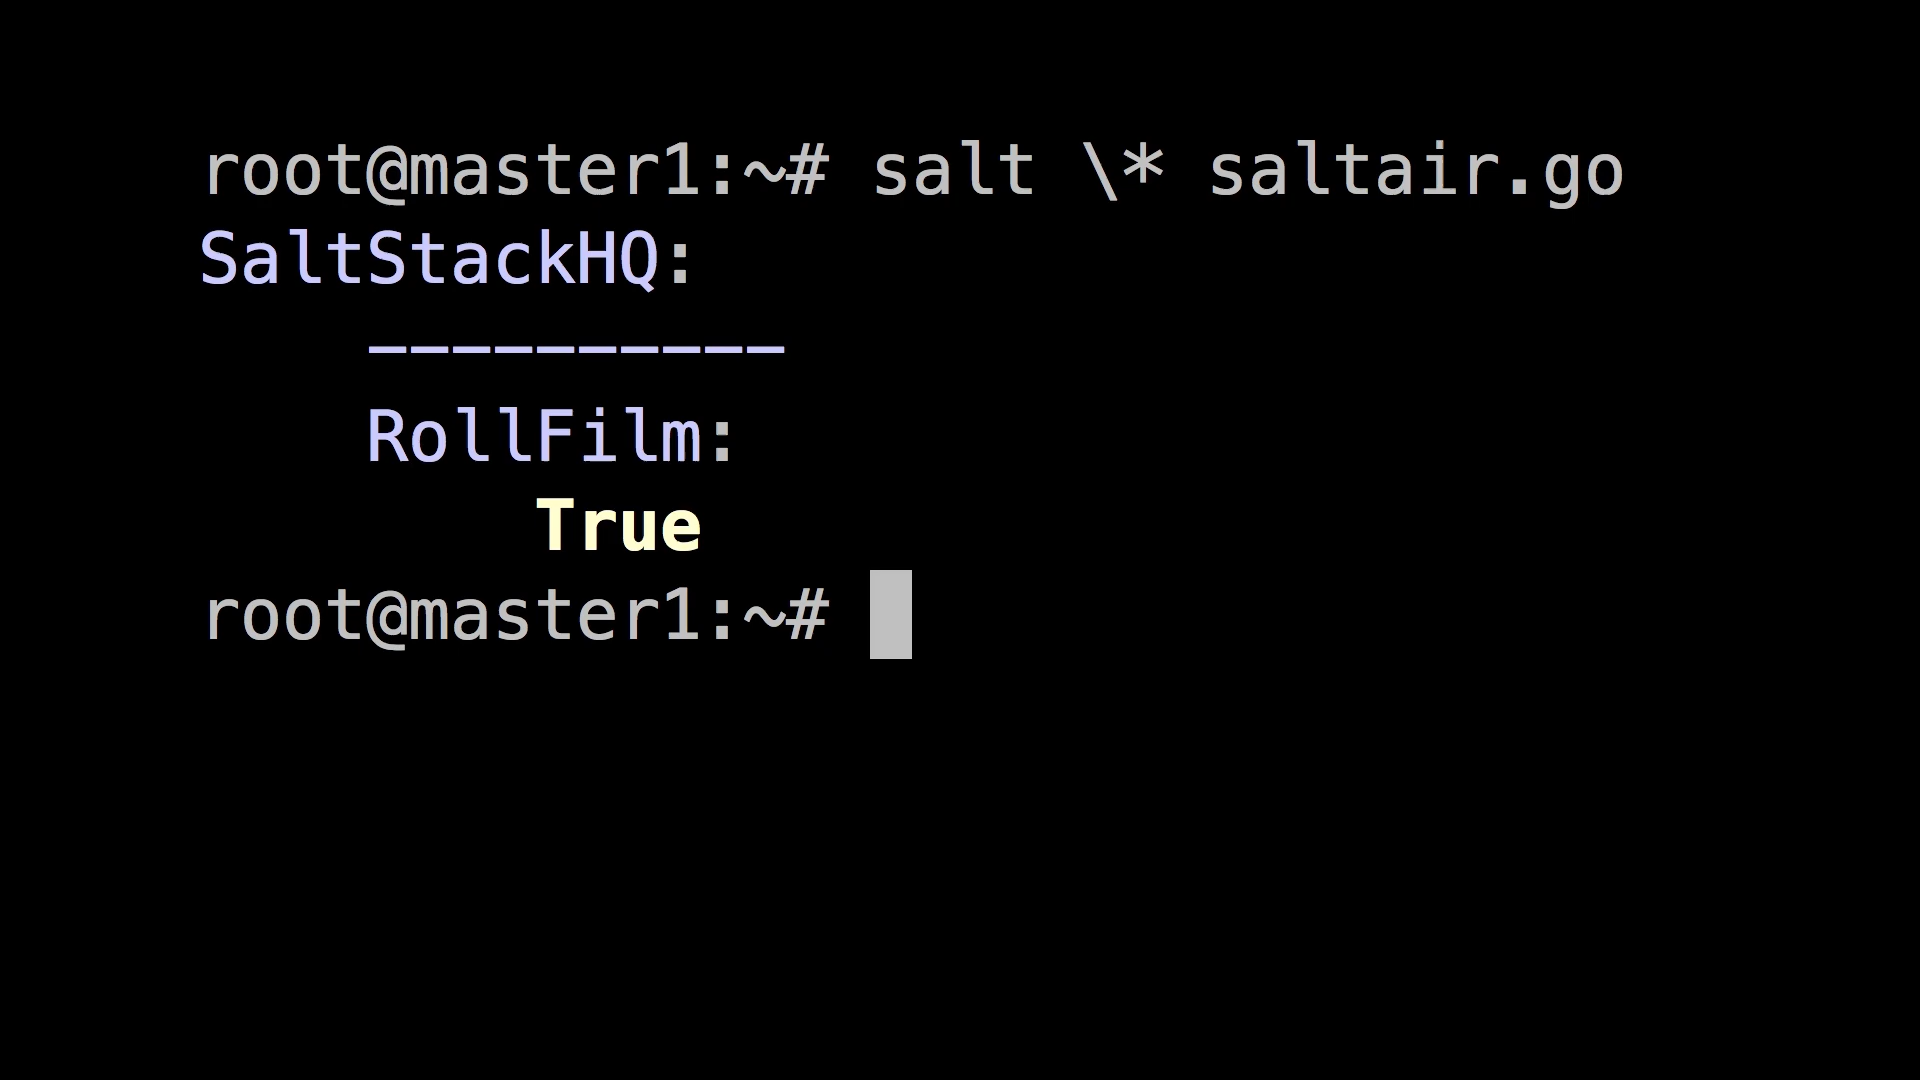 root@master1:~# salt \* saltair.go
SaltStackHQ:
    ----------
    RollFilm:
        True
root@master1:~#